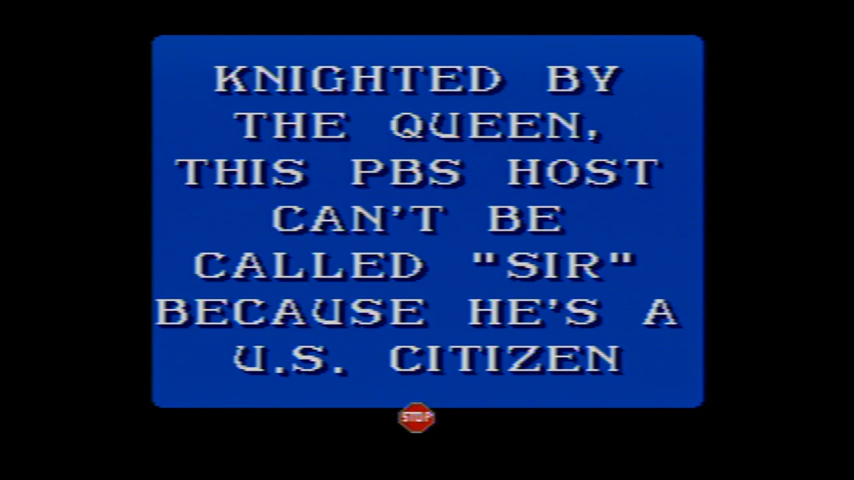 KNIGHTED BY
THE QUEEN,
THIS PBS HOST
CAN'T BE
CALLED "SIR"
BECAUSE HE'S A
U.S. CITIZEN
STOP